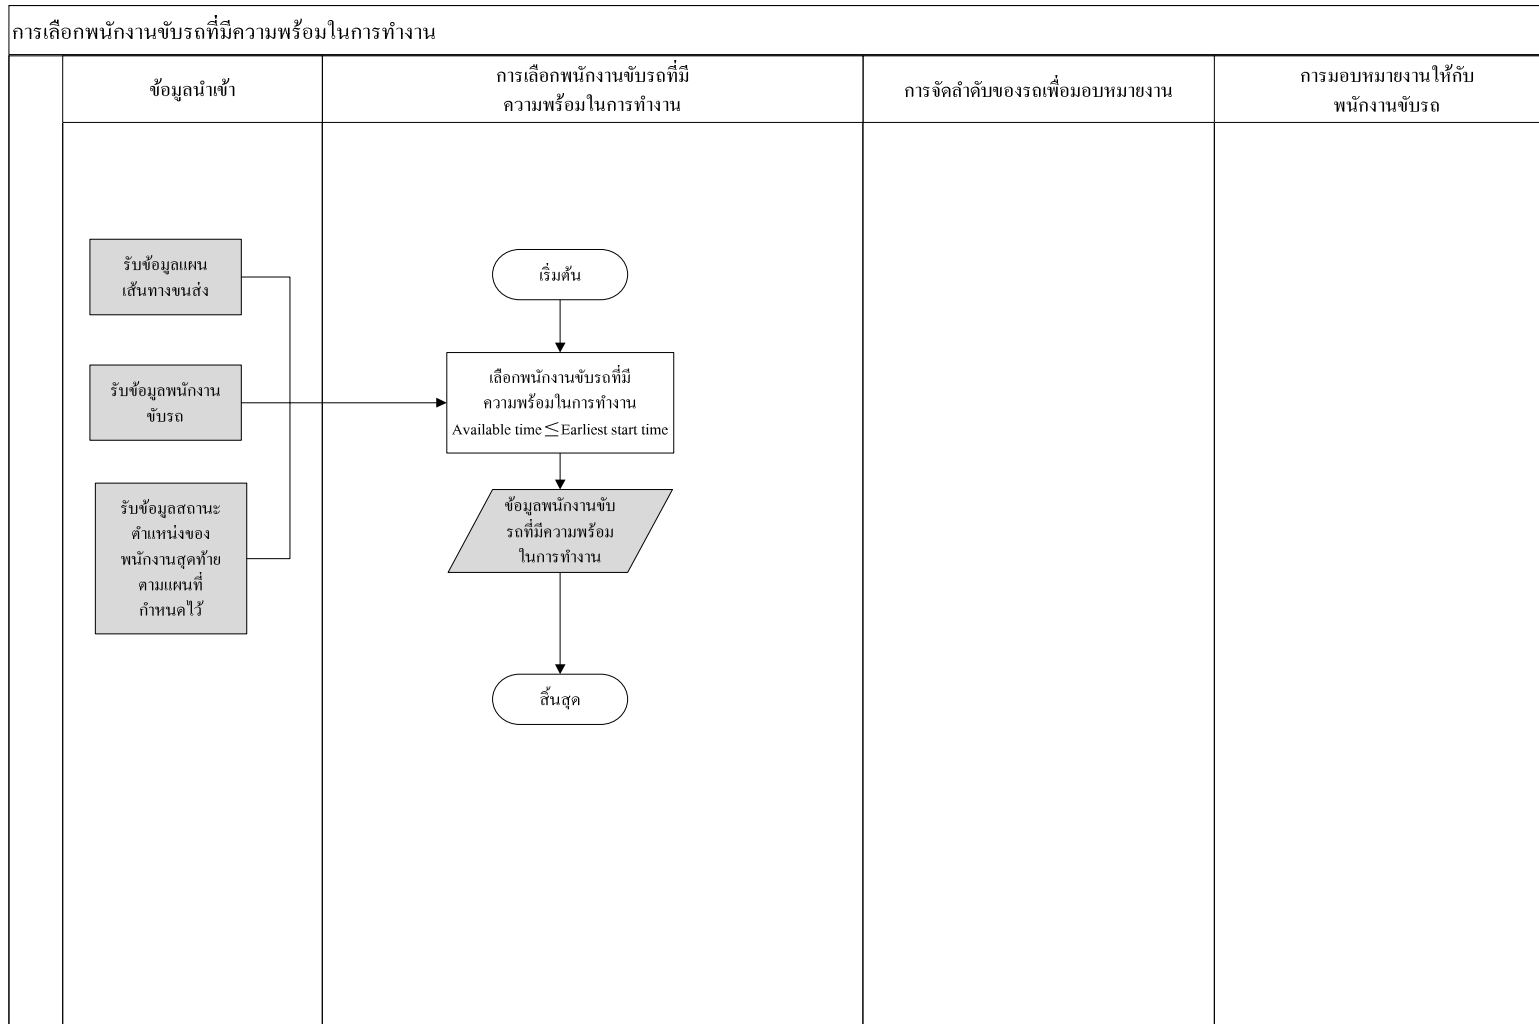 การเลือกพนักงานขับรถที่มีความพร้อมในการทำงาน
ข้อมูลนำเข้า
การเลือกพนักงานขับรถที่มี
ความพร้อมในการทำงาน
การจัดลำดับของรถเพื่อมอบหมายงาน
การมอบหมายงานให้กับ
พนักงานขับรถ
รับข้อมูลแผน
เส้นทางขนส่ง
รับข้อมูลพนักงาน
ขับรถ
รับข้อมูลสถานะ
ตำแหน่งของ
พนักงานสุดท้าย
ตามแผนที่
กำหนดไว้
เริ่มต้น
เลือกพนักงานขับรถที่มี
ความพร้อมในการทำงาน
Available time ≤ Earliest start time
ข้อมูลพนักงานขับ
รถที่มีความพร้อม
ในการทำงาน
สิ้นสุด